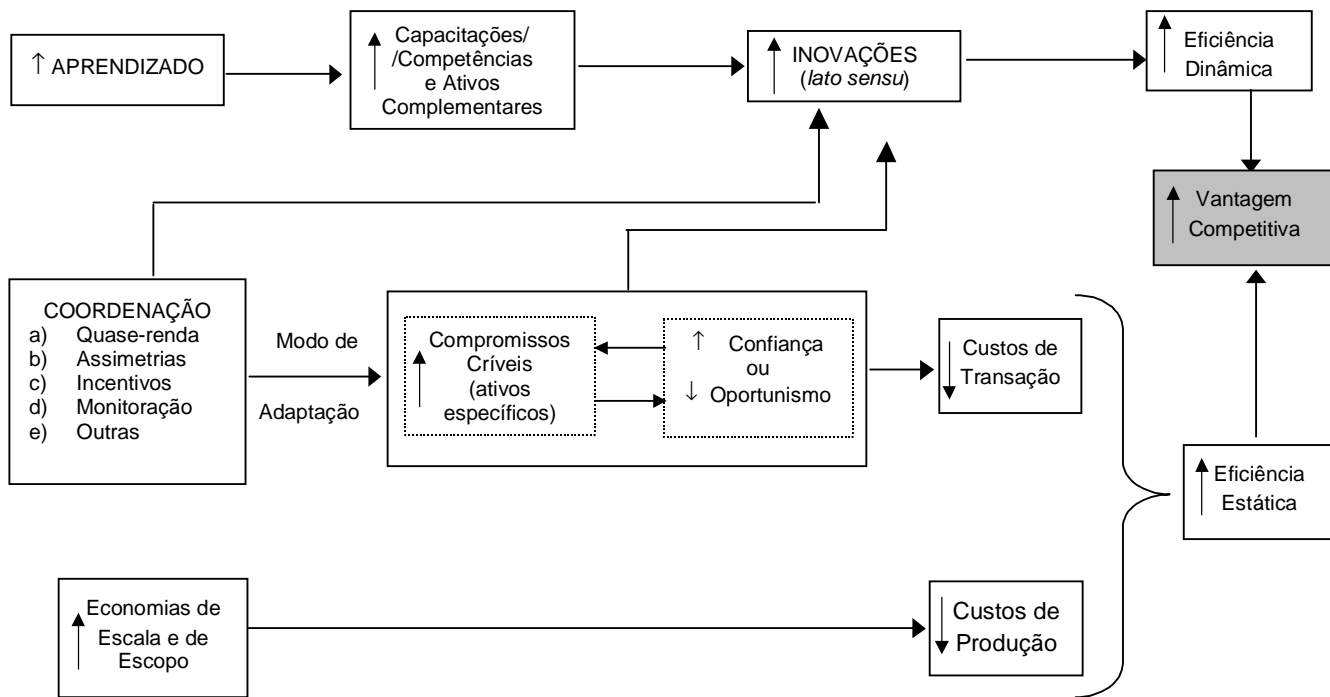 ↑ APRENDIZADO
Capacitações/
/Competências
e Ativos
Complementares
INOVAÇÕES
(lato sensu)
Eficiência
Dinâmica
Vantagem
Competitiva
COORDENAÇÃO
a) Quase-renda
b) Assimetrias
c) Incentivos
d) Monitoração
e) Outras
Modo de
Adaptação
Compromissos
Críveis
(ativos
específicos)
↑ Confiança
ou
↓ Oportunismo
Custos de
Transação
Eficiência
Estática
Economias de
Escala e de
Escopo
Custos de
Produção